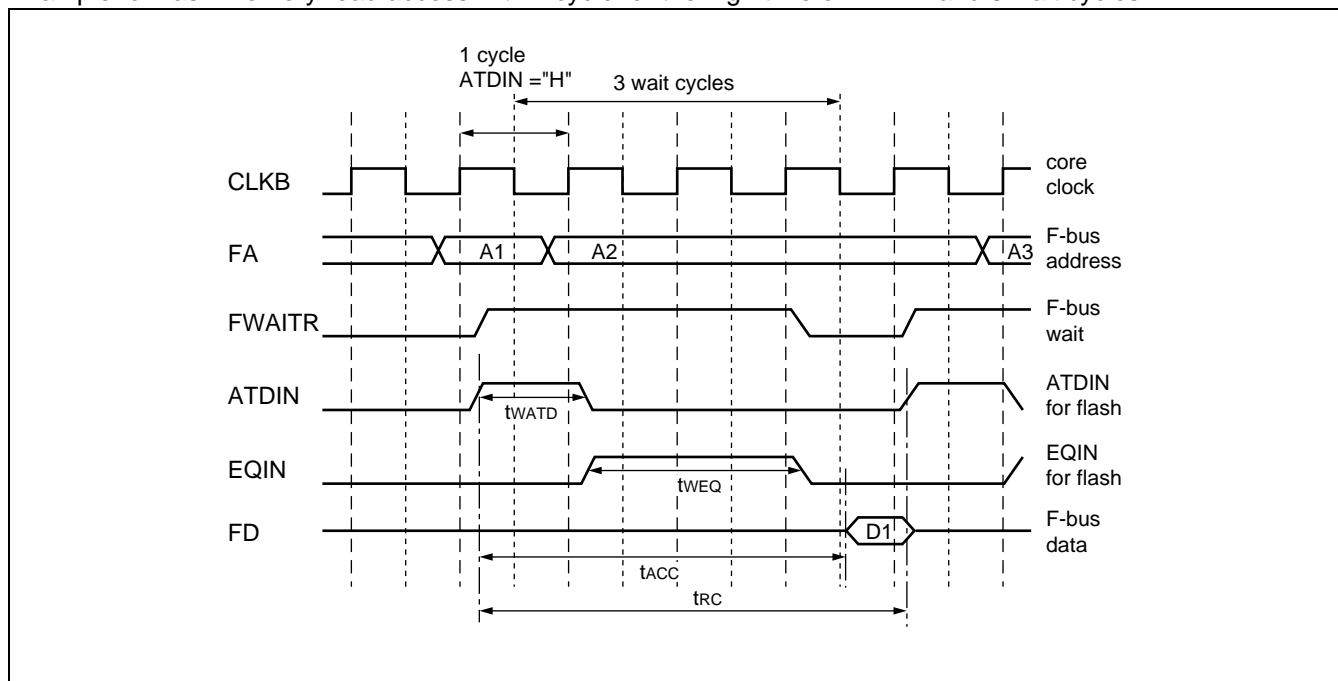 1 cycle
ATDIN ="H"
3 wait cycles
CLKB
core
clock
FA
A1
A2
A3
F-bus
address
FWAITR
F-bus
wait
ATDIN
tWATD
ATDIN
for flash
EQIN
tWEQ
EQIN
for flash
FD
D1
F-bus
data
tACC
tRC